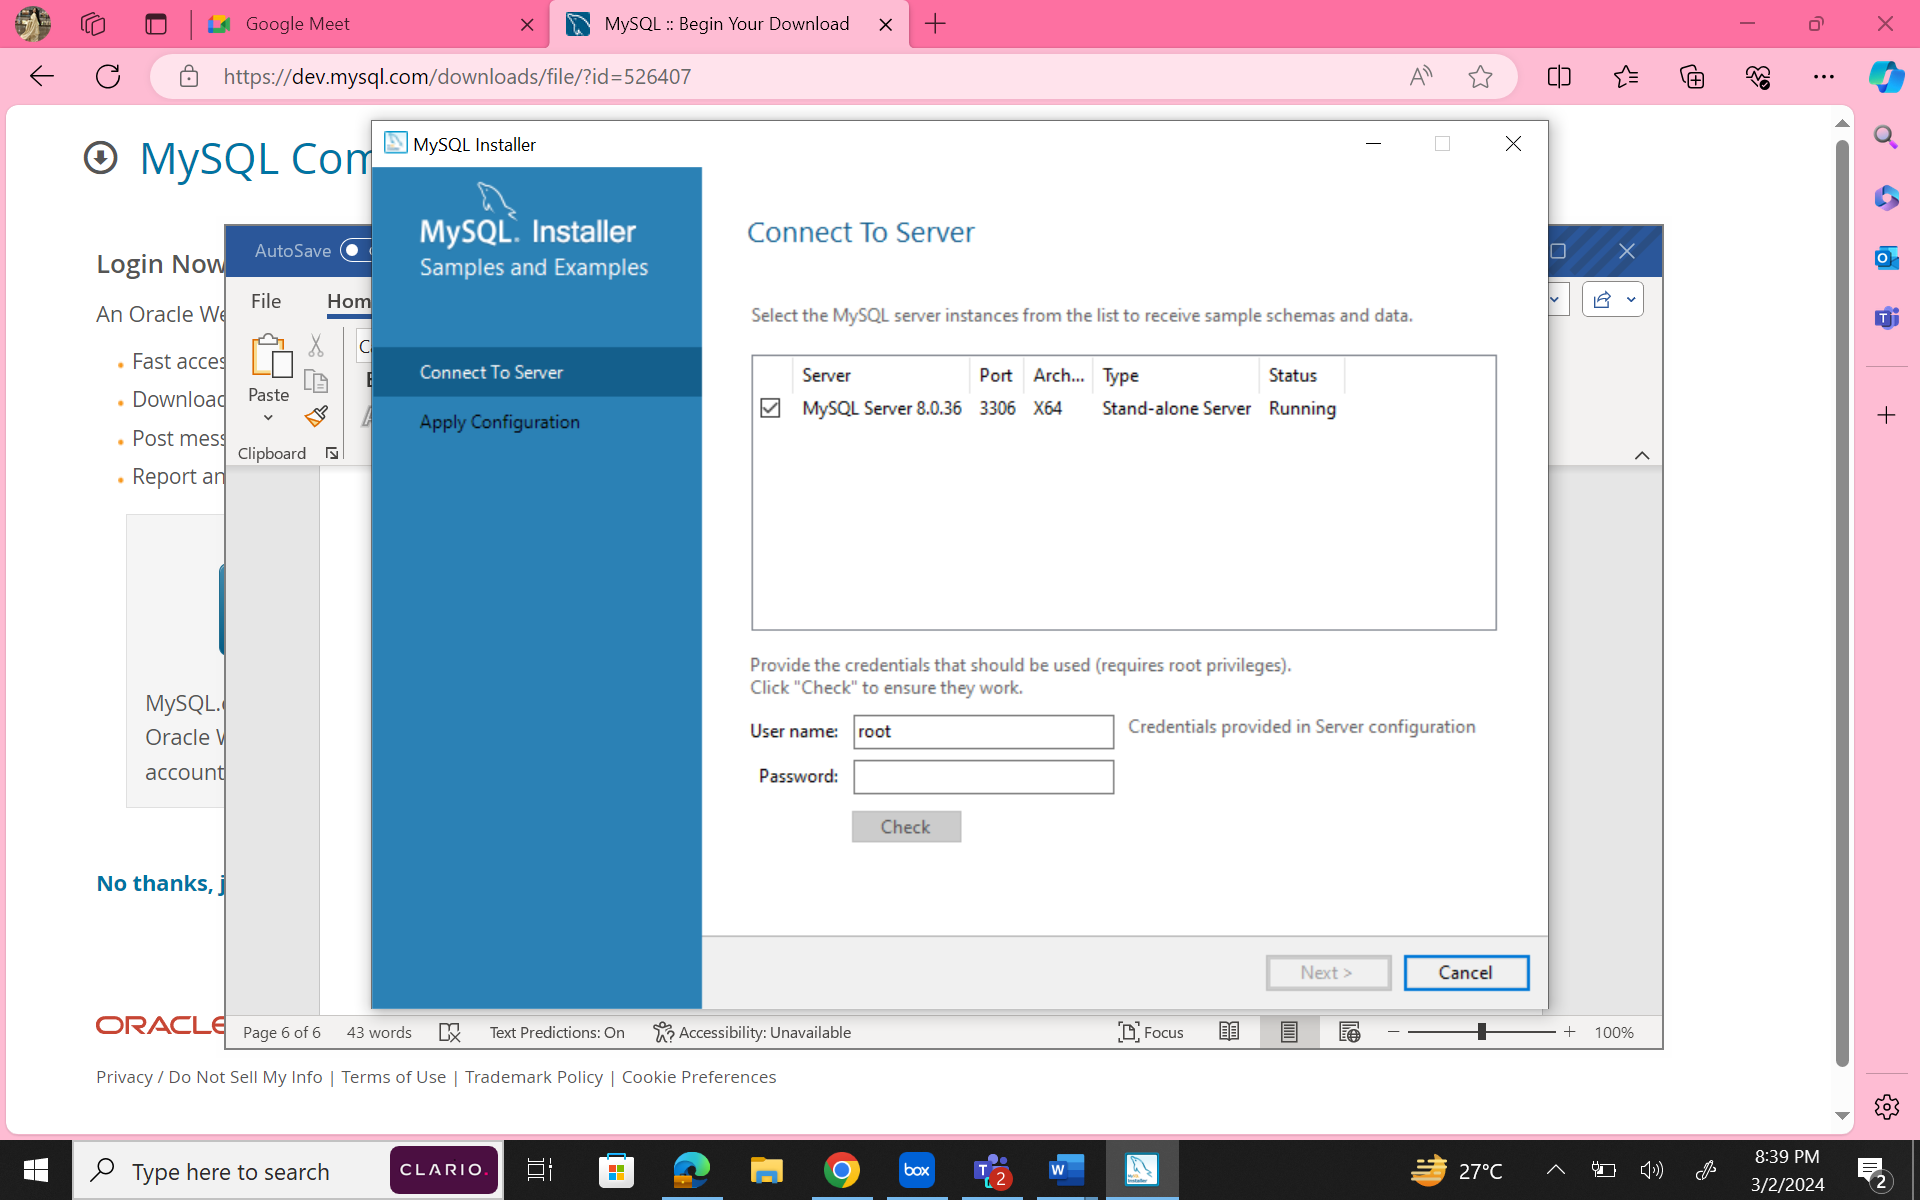 Google Meet
MySQL :: Begin Your Download
https://dev.mysql.com/downloads/file/?id=526407
MySQL Com
MySQL Installer
MySQL. Installer
Samples and Examples
Connect To Server
Apply Configuration
Connect To Server
Select the MySQL server instances from the list to receive sample schemas and data.
Server Port Arch... Type Status
MySQL Server 8.0.36 3306 X64 Stand-alone Server Running
Provide the credentials that should be used (requires root privileges).
Click "Check" to ensure they work.
User name: root Credentials provided in Server configuration
Password:
Check
Next > Cancel
Login Now
An Oracle We
Fast acces
Download
Post mess
Report an
MySQL.
Oracle W
account
No thanks, j
ORACLE
AutoSave
File Hom
Paste
Clipboard
Page 6 of 6 43 words Text Predictions: On Accessibility: Unavailable Focus 100%
Privacy / Do Not Sell My Info | Terms of Use | Trademark Policy | Cookie Preferences
Type here to search CLARIO. box T 2 W 27°C
8:39 PM
3/2/2024
2